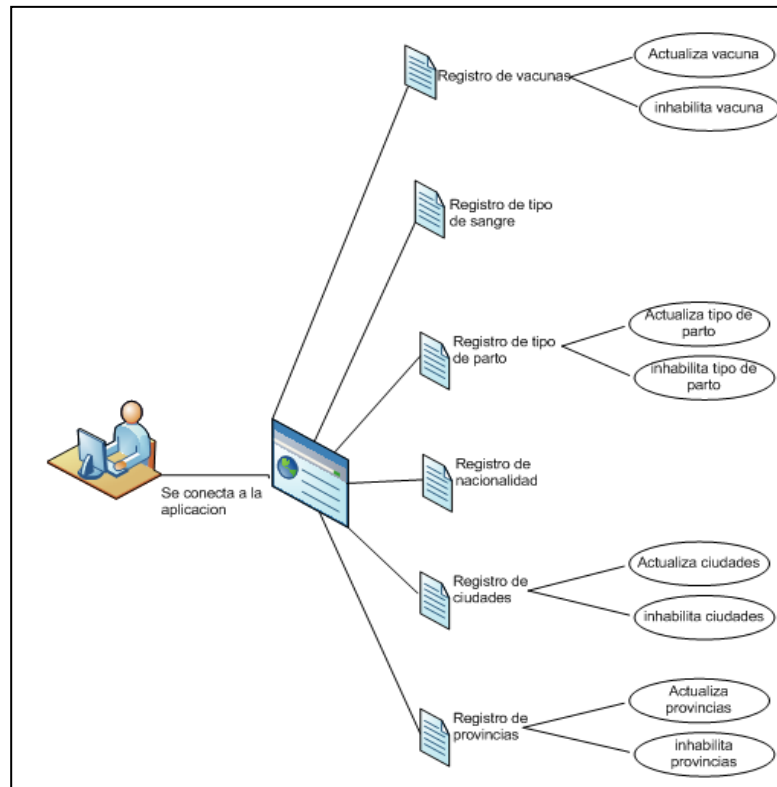 Registro de vacunas
Actualiza vacuna
inhabilita vacuna
Registro de tipo
de sangre
Registro de tipo
de parto
Actualiza tipo de
parto
inhabilita tipo de
parto
Se conecta a la
aplicacion
Registro de
nacionalidad
Registro de
ciudades
Actualiza ciudades
inhabilita ciudades
Registro de
provincias
Actualiza
provincias
inhabilita
provincias